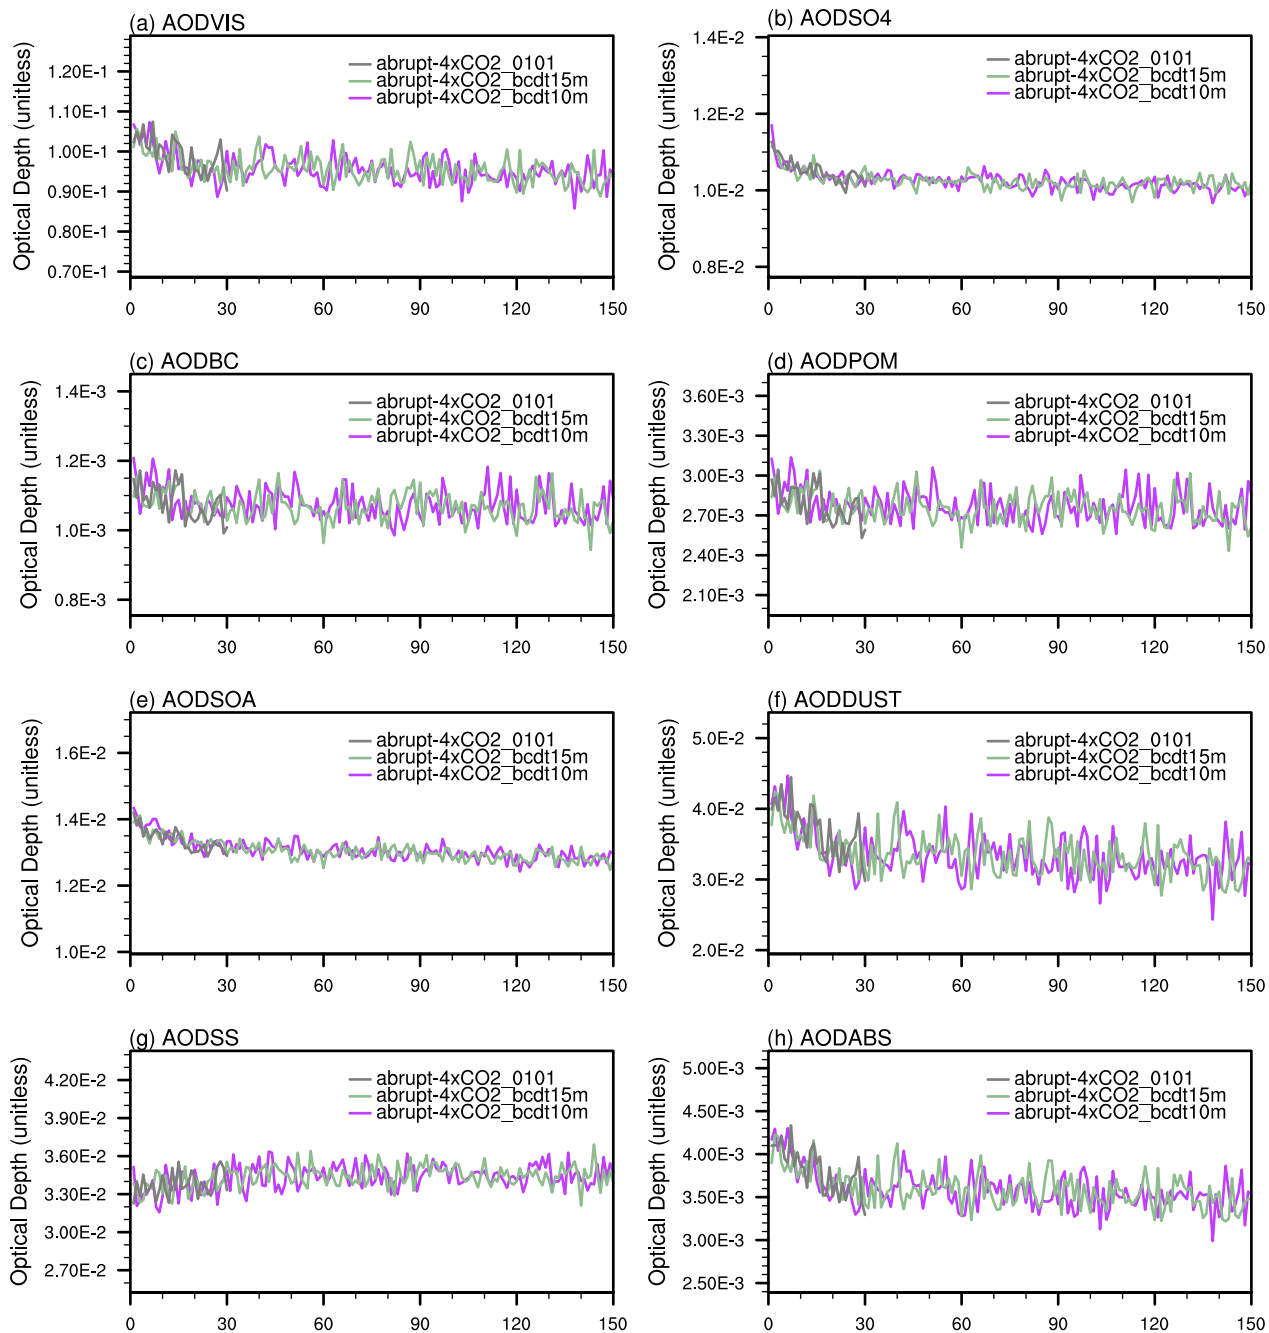 (a) AODVIS
Optical Depth (unitless)
1.20E-1
1.10E-1
1.00E-1
0.90E-1
0.80E-1
0.70E-1
abrupt-4xCO2_0101
abrupt-4xCO2_bcdt15m
abrupt-4xCO2_bcdt10m
0 30 60 90 120 150
(b) AODSO4
Optical Depth (unitless)
1.4E-2
1.2E-2
1.0E-2
0.8E-2
abrupt-4xCO2_0101
abrupt-4xCO2_bcdt15m
abrupt-4xCO2_bcdt10m
0 30 60 90 120 150
(c) AODBC
Optical Depth (unitless)
1.4E-3
1.2E-3
1.0E-3
0.8E-3
abrupt-4xCO2_0101
abrupt-4xCO2_bcdt15m
abrupt-4xCO2_bcdt10m
0 30 60 90 120 150
(d) AODPOM
Optical Depth (unitless)
3.60E-3
3.30E-3
3.00E-3
2.70E-3
2.40E-3
2.10E-3
abrupt-4xCO2_0101
abrupt-4xCO2_bcdt15m
abrupt-4xCO2_bcdt10m
0 30 60 90 120 150
(e) AODSOA
Optical Depth (unitless)
1.6E-2
1.4E-2
1.2E-2
1.0E-2
abrupt-4xCO2_0101
abrupt-4xCO2_bcdt15m
abrupt-4xCO2_bcdt10m
0 30 60 90 120 150
(f) AODDUST
Optical Depth (unitless)
5.0E-2
4.0E-2
3.0E-2
2.0E-2
abrupt-4xCO2_0101
abrupt-4xCO2_bcdt15m
abrupt-4xCO2_bcdt10m
0 30 60 90 120 150
(g) AODSS
Optical Depth (unitless)
4.20E-2
3.90E-2
3.60E-2
3.30E-2
3.00E-2
2.70E-2
abrupt-4xCO2_0101
abrupt-4xCO2_bcdt15m
abrupt-4xCO2_bcdt10m
0 30 60 90 120 150
(h) AODABS
Optical Depth (unitless)
5.00E-3
4.50E-3
4.00E-3
3.50E-3
3.00E-3
2.50E-3
abrupt-4xCO2_0101
abrupt-4xCO2_bcdt15m
abrupt-4xCO2_bcdt10m
0 30 60 90 120 150